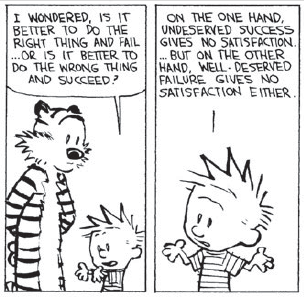 I WONDERED, IS IT
BETTER TO DO THE
RIGHT THING AND FAIL
...OR IS IT BETTER TO
DO THE WRONG THING
AND SUCCEED?
ON THE ONE HAND,
UNDESERVED SUCCESS
GIVES NO SATISFACTION.
... BUT ON THE OTHER
HAND, WELL-DESERVED
FAILURE GIVES NO
SATISFACTION EITHER.